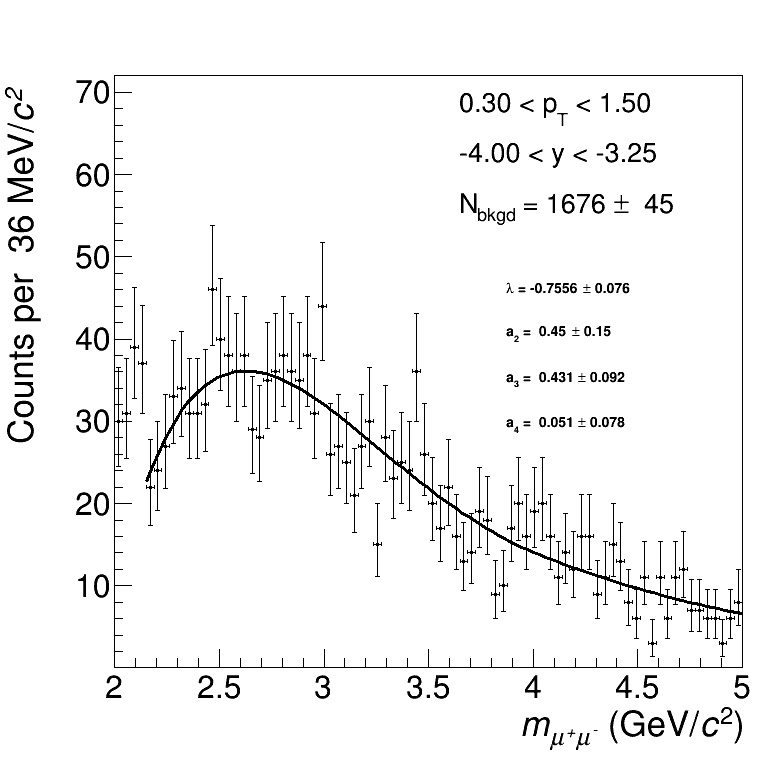 0.30 < p_T < 1.50
-4.00 < y < -3.25
N_bkgd = 1676 ± 45
λ = -0.7556 ± 0.076
a_2 = 0.45 ± 0.15
a_3 = 0.431 ± 0.092
a_4 = 0.051 ± 0.078
Counts per 36 MeV/c^2
70
60
50
40
30
20
10
2 2.5 3 3.5 4 4.5 5
m_μ^+μ^- (GeV/c^2)